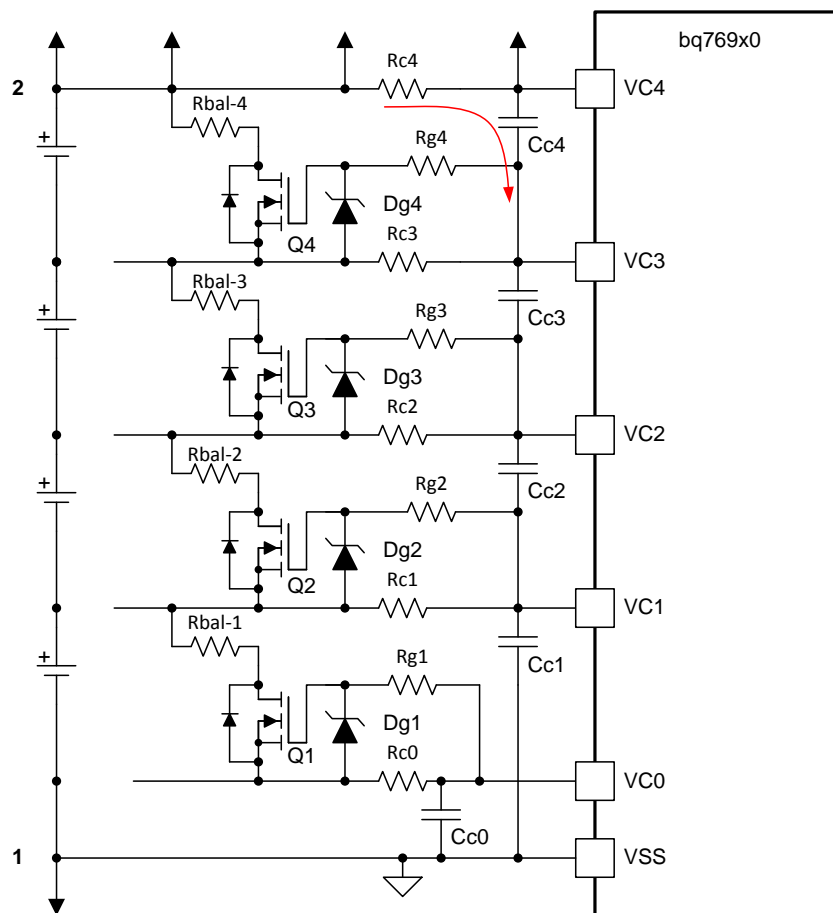 bq769x0
2
Rc4
VC4
Rbal-4
Cc4
Rg4
Dg4
Q4
Rc3
VC3
Rbal-3
Cc3
Rg3
Dg3
Q3
Rc2
VC2
Rbal-2
Cc2
Rg2
Dg2
Q2
Rc1
VC1
Rbal-1
Cc1
Rg1
Dg1
Q1
Rc0
VC0
Cc0
1
VSS
+
+
+
+